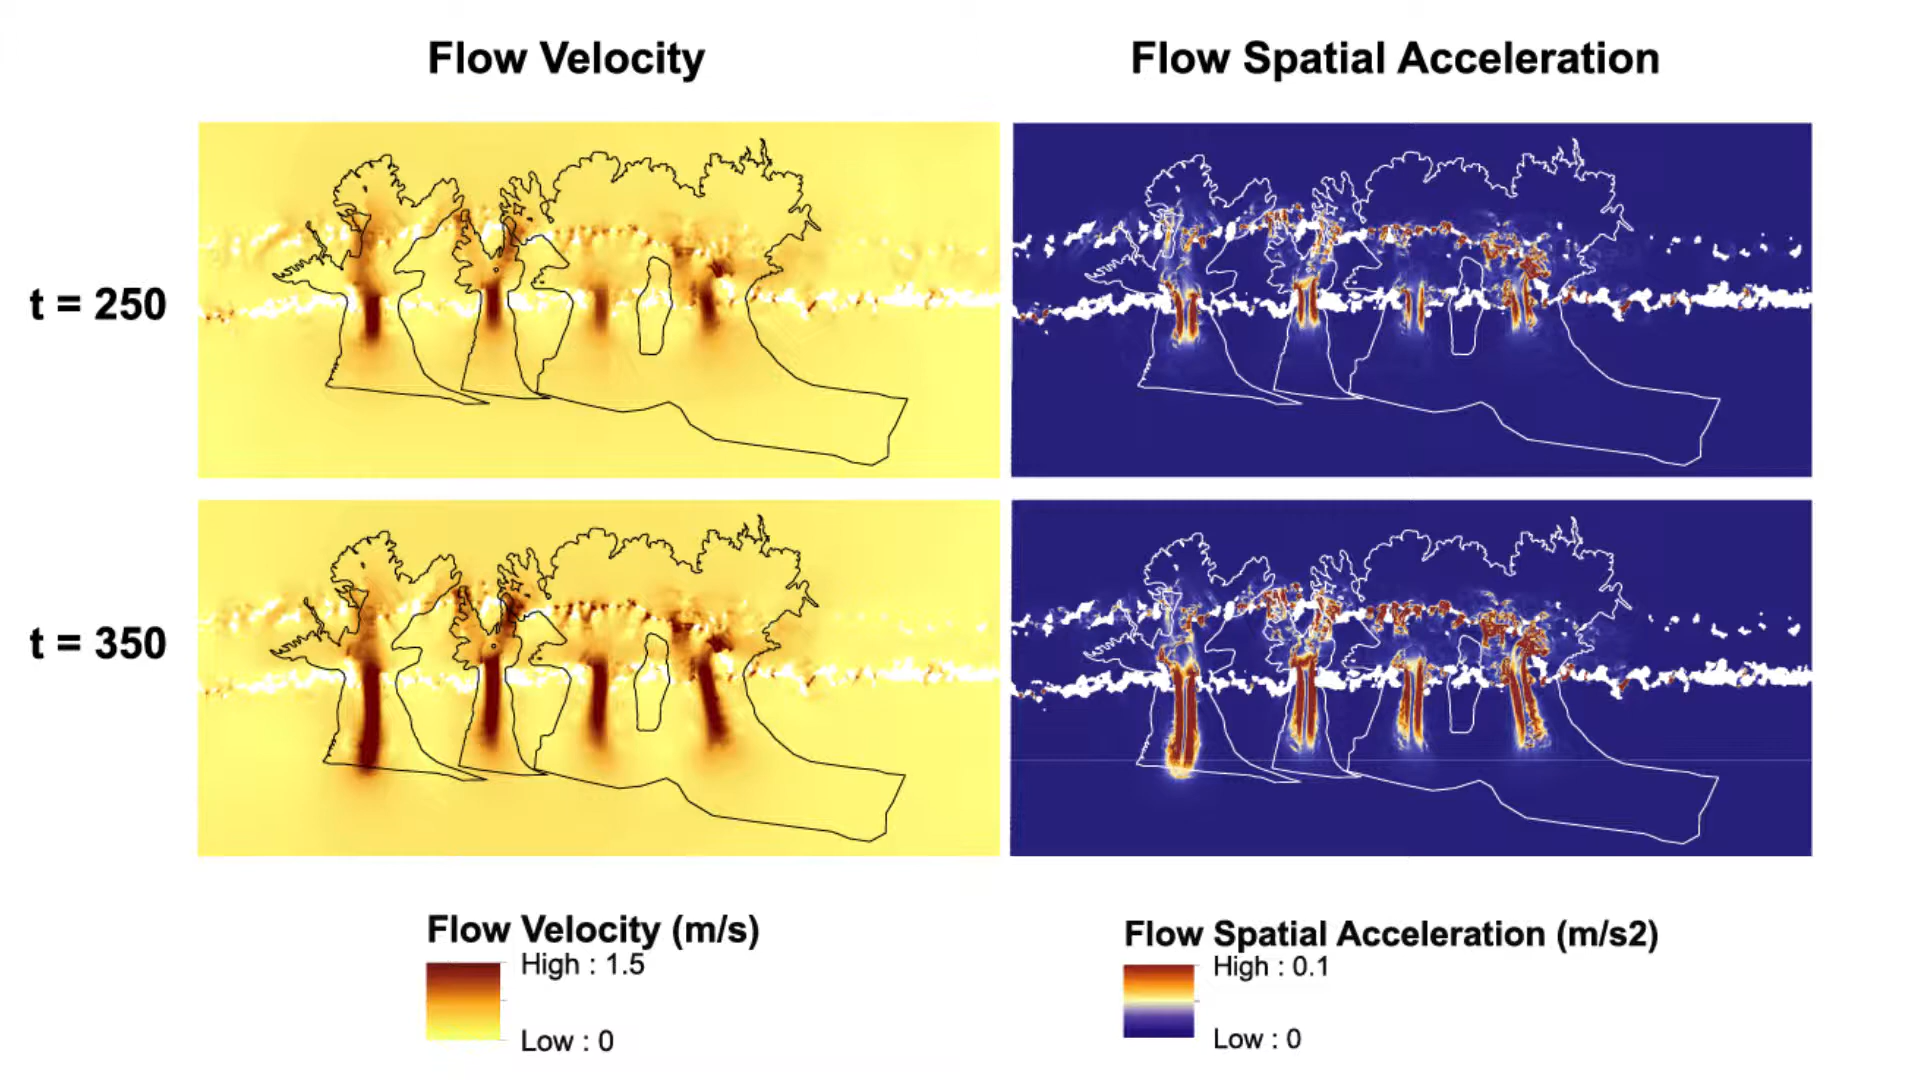 Flow Velocity
Flow Spatial Acceleration
t = 250
t = 350
Flow Velocity (m/s)
High : 1.5
Low : 0
Flow Spatial Acceleration (m/s2)
High : 0.1
Low : 0